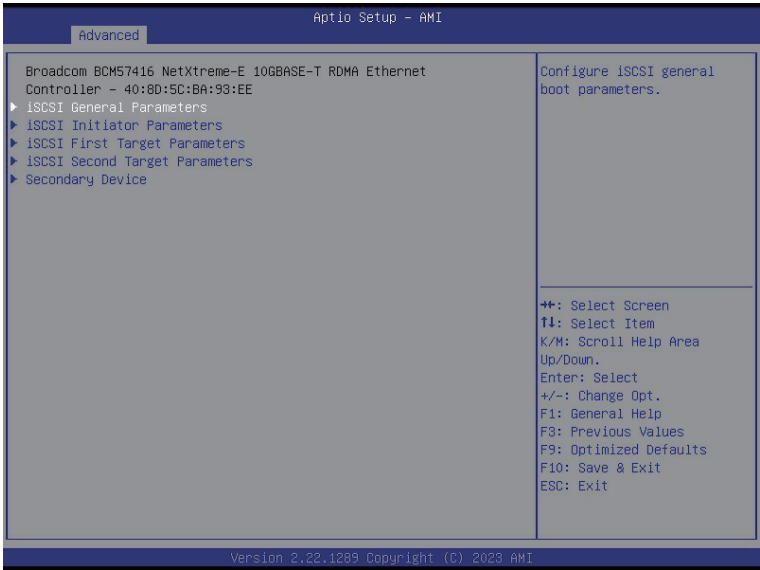 Aptio Setup – AMI
Advanced
Broadcom BCM57416 NetXtreme-E 10GBASE-T RDMA Ethernet
Controller – 40:8D:5C:BA:93:EE
▶ iSCSI General Parameters
▶ iSCSI Initiator Parameters
▶ iSCSI First Target Parameters
▶ iSCSI Second Target Parameters
▶ Secondary Device
Configure iSCSI general
boot parameters.
→←: Select Screen
↑↓: Select Item
K/M: Scroll Help Area
Up/Down.
Enter: Select
+/-: Change Opt.
F1: General Help
F3: Previous Values
F9: Optimized Defaults
F10: Save & Exit
ESC: Exit
Version 2.22.1289 Copyright (C) 2023 AMI